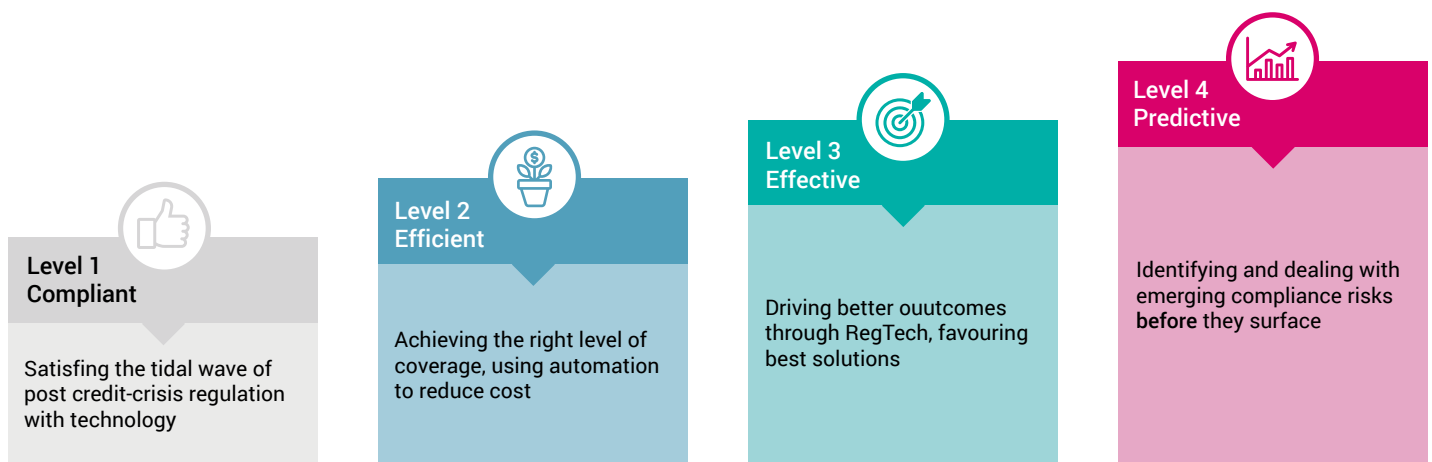 Level 1
Compliant
Satisfing the tidal wave of
post credit-crisis regulation
with technology
$
Level 2
Efficient
Achieving the right level of
coverage, using automation
to reduce cost
Level 3
Effective
Driving better ouutcomes
through RegTech, favouring
best solutions
Level 4
Predictive
Identifying and dealing with
emerging compliance risks
before they surface